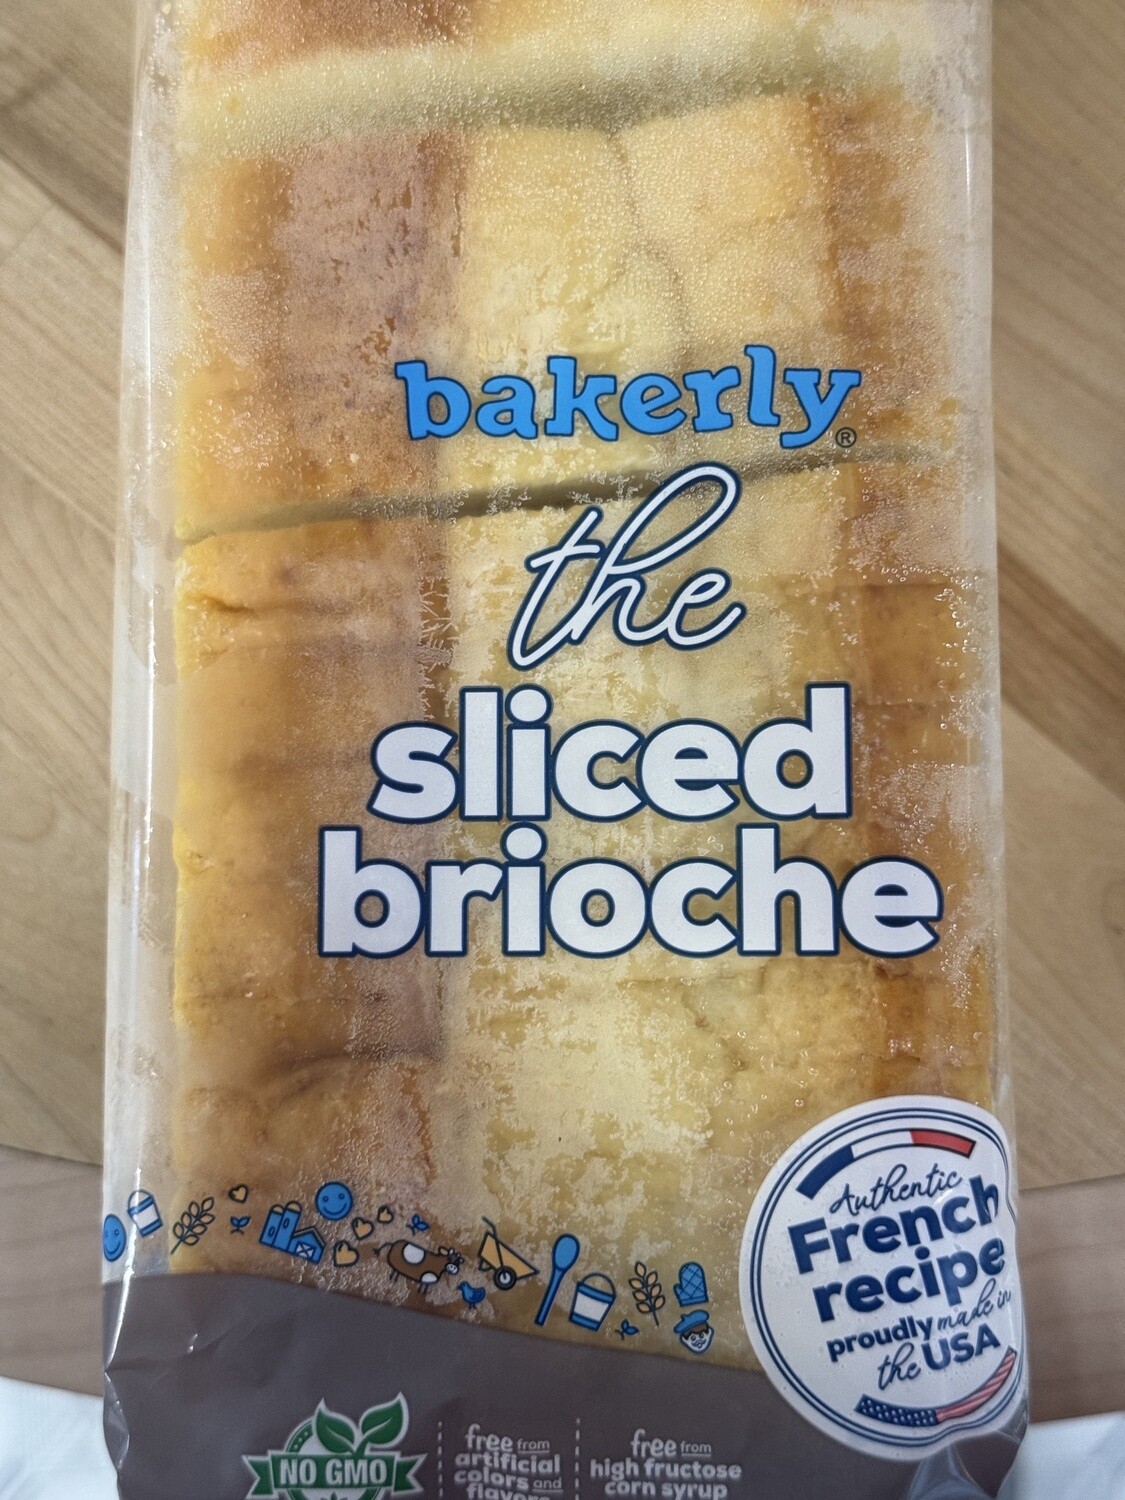 bakerly®
the
sliced
brioche
Authentic
French
recipe
proudly made in
the USA
NO GMO
free from
artificial
colors and
flavors
free from
high fructose
corn syrup